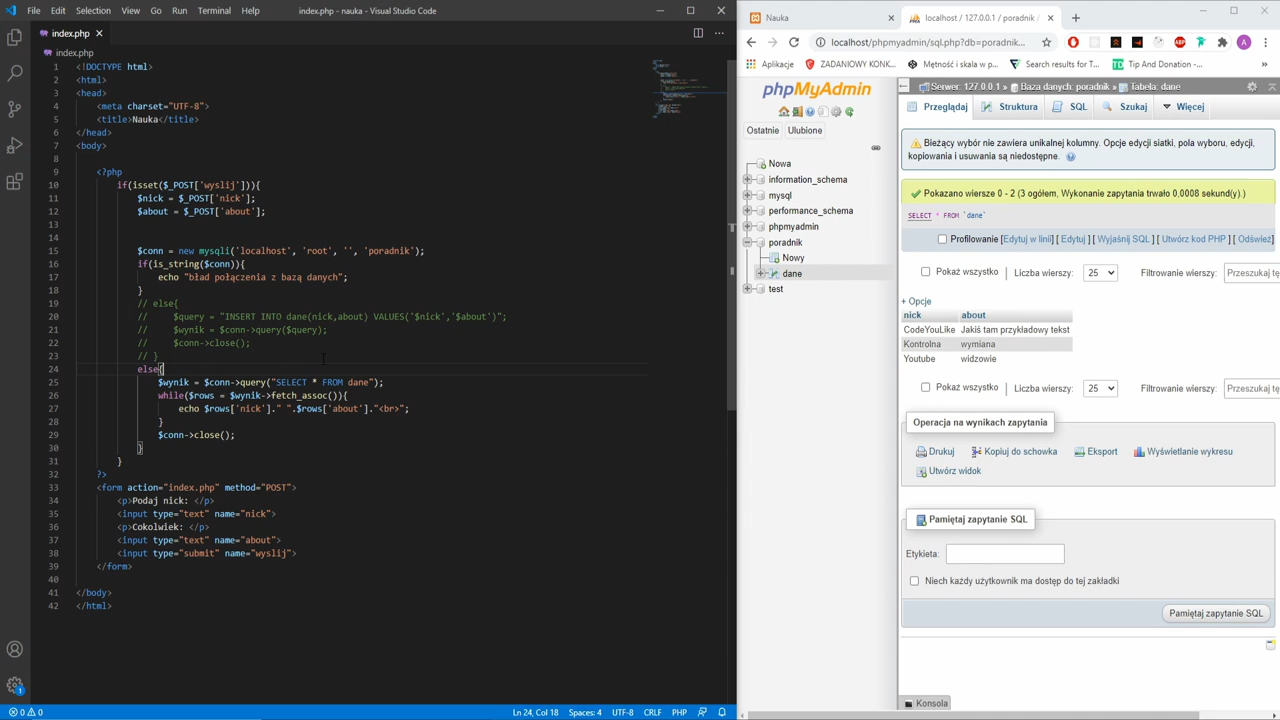 File Edit Selection View Go Run Terminal Help index.php - nauka - Visual Studio Code
index.php
index.php
1 <!DOCTYPE html>
2 <html>
3 <head>
4 <meta charset="UTF-8">
5 <title>Nauka</title>
6 </head>
7 <body>
8
9 <?php
10 if(isset($_POST['wyslij'])){
11 $nick = $_POST['nick'];
12 $about = $_POST['about'];
13
14
15 $conn = new mysqli('localhost', 'root', '', 'poradnik');
16 if(is_string($conn)){
17 echo "bład połączenia z bazą danych";
18 }
19 // else{
20 // $query = "INSERT INTO dane(nick,about) VALUES('$nick','$about')";
21 // $wynik = $conn->query($query);
22 // $conn->close();
23 // }
24 else{
25 $wynik = $conn->query("SELECT * FROM dane");
26 while($rows = $wynik->fetch_assoc()){
27 echo $rows['nick']." ".$rows['about']."<br>";
28 }
29 $conn->close();
30 }
31 }
32 ?>
33 <form action="index.php" method="POST">
34 <p>Podaj nick: </p>
35 <input type="text" name="nick">
36 <p>Cokolwiek: </p>
37 <input type="text" name="about">
38 <input type="submit" name="wyslij">
39 </form>
40
41 </body>
42 </html>
0 0 Ln 24, Col 18 Spaces: 4 UTF-8 CRLF PHP
Nauka
localhost / 127.0.0.1 / poradnik /
localhost/phpmyadmin/sql.php?db=poradnik...
Aplikacje ZADANIOWY KONK... Mętność i skala w p... Search results for T... Tip And Donation -...
phpMyAdmin
Ostatnie Ulubione
Nowa
information_schema
mysql
performance_schema
phpmyadmin
poradnik
Nowy
dane
test
Serwer: 127.0.0.1 » Baza danych: poradnik » Tabela: dane
Przeglądaj Struktura SQL Szukaj Więcej
Bieżący wybór nie zawiera unikalnej kolumny. Opcje edycji siatki, pola wyboru, edycji,
kopiowania i usuwania są niedostępne.
Pokazano wiersze 0 - 2 (3 ogółem, Wykonanie zapytania trwało 0,0008 sekund(y).)
SELECT * FROM `dane`
Profilowanie [Edytuj w linii] [ Edytuj ] [ Wyjaśnij SQL ] [ Utwórz kod PHP ] [ Odśwież]
Pokaż wszystko Liczba wierszy: 25 Filtrowanie wierszy: Przeszukaj tę
+ Opcje
nick about
CodeYouLike Jakiś tam przykładowy tekst
Kontrolna wymiana
Youtube widzowie
Pokaż wszystko Liczba wierszy: 25 Filtrowanie wierszy: Przeszukaj tę
Operacja na wynikach zapytania
Drukuj Kopiuj do schowka Eksport Wyświetlanie wykresu
Utwórz widok
Pamiętaj zapytanie SQL
Etykieta:
Niech każdy użytkownik ma dostęp do tej zakładki
Pamiętaj zapytanie SQL
Konsola